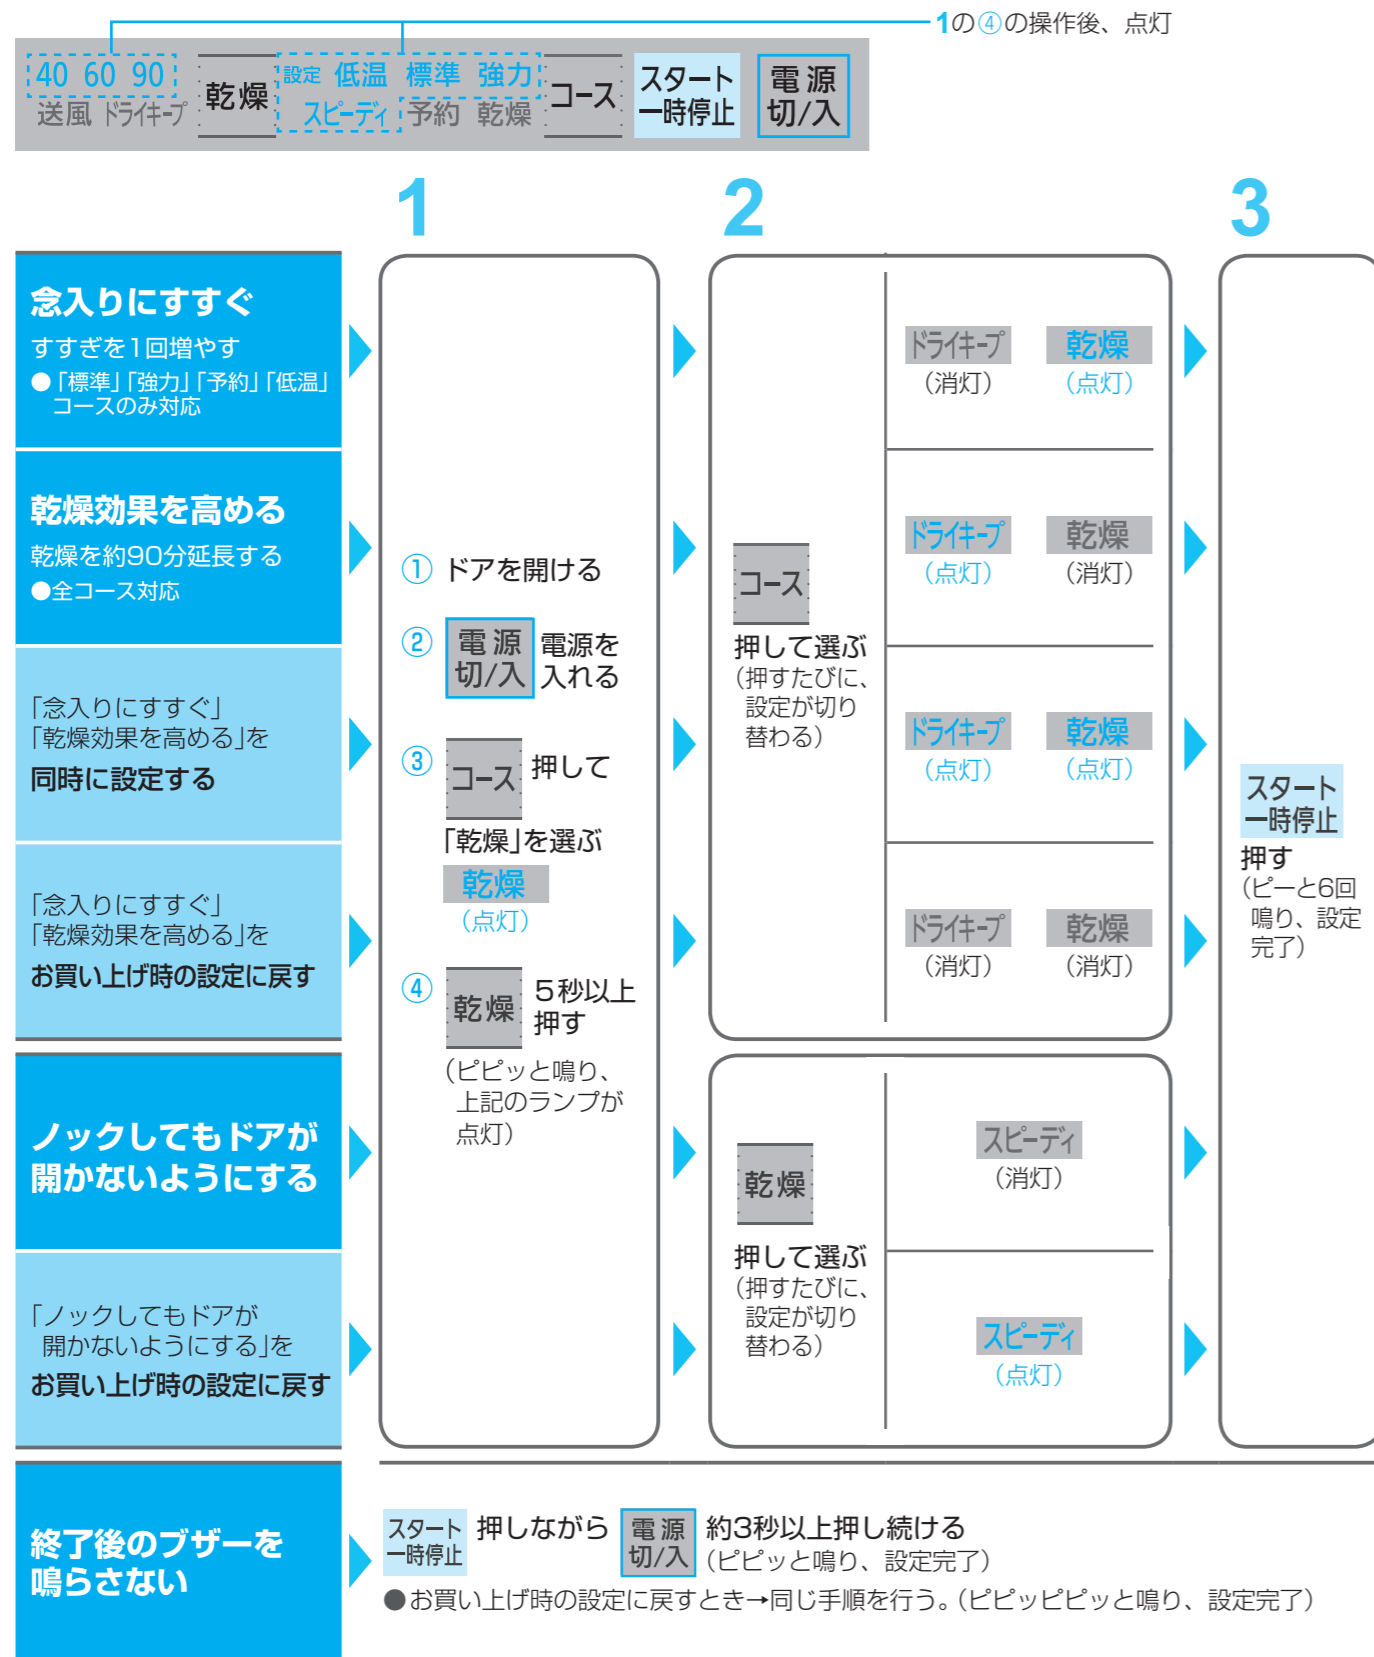 1の④の操作後、点灯
40 60 90
送風 ドライキープ
乾燥
設定 低温 標準 強力
スピーディ 予約 乾燥
コース
スタート
一時停止
電源
切/入
1
2
3
念入りにすすぐ
すすぎを1回増やす
●「標準」「強力」「予約」「低温」
コースのみ対応
乾燥効果を高める
乾燥を約90分延長する
●全コース対応
「念入りにすすぐ」
「乾燥効果を高める」を
同時に設定する
「念入りにすすぐ」
「乾燥効果を高める」を
お買い上げ時の設定に戻す
ノックしてもドアが
開かないようにする
「ノックしてもドアが
開かないようにする」を
お買い上げ時の設定に戻す
① ドアを開ける
②
電源
切/入
電源を
入れる
③
コース
押して
「乾燥」を選ぶ
乾燥
(点灯)
④
乾燥
5秒以上
押す
(ピピッと鳴り、
上記のランプが
点灯)
コース
押して選ぶ
(押すたびに、
設定が切り
替わる)
ドライキープ 乾燥
(消灯) (点灯)
ドライキープ 乾燥
(点灯) (消灯)
ドライキープ 乾燥
(点灯) (点灯)
ドライキープ 乾燥
(消灯) (消灯)
乾燥
押して選ぶ
(押すたびに、
設定が切り
替わる)
スピーディ
(消灯)
スピーディ
(点灯)
スタート
一時停止
押す
(ピーと6回
鳴り、設定
完了)
終了後のブザーを
鳴らさない
スタート
一時停止
押しながら
電源
切/入
約3秒以上押し続ける
(ピピッと鳴り、設定完了)
●お買い上げ時の設定に戻すとき→同じ手順を行う。(ピピッピピッと鳴り、設定完了)